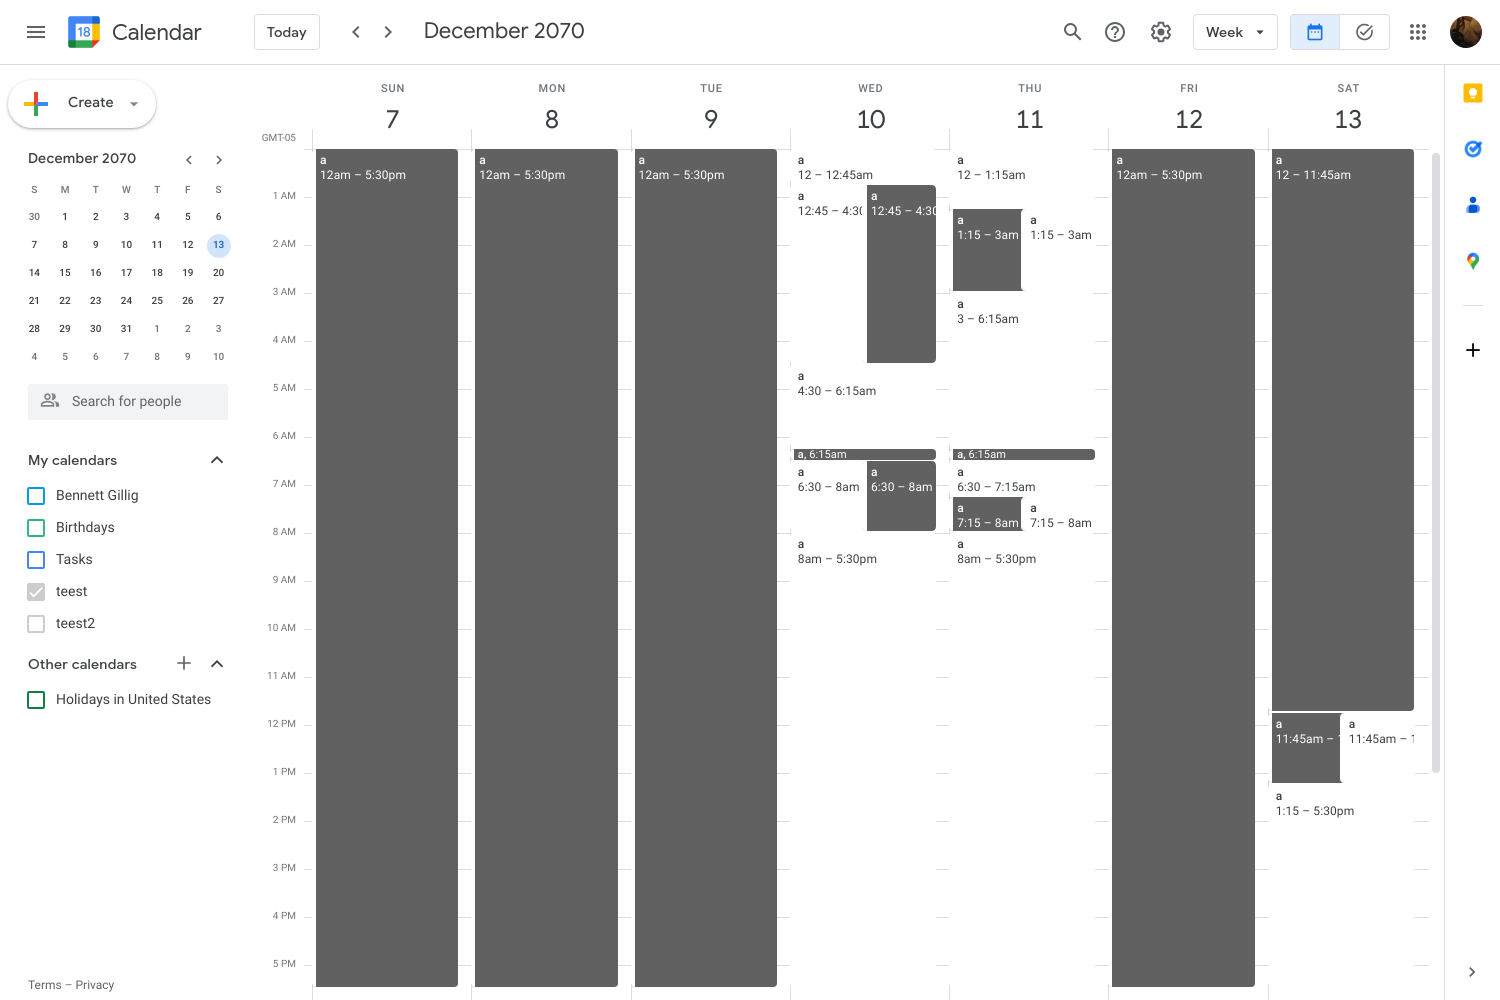 18 Calendar
Today
December 2070
Week
Create
December 2070
S M T W T F S
30 1 2 3 4 5 6
7 8 9 10 11 12 13
14 15 16 17 18 19 20
21 22 23 24 25 26 27
28 29 30 31 1 2 3
4 5 6 7 8 9 10
Search for people
My calendars
Bennett Gillig
Birthdays
Tasks
teest
teest2
Other calendars
Holidays in United States
Terms – Privacy
SUN MON TUE WED THU FRI SAT
7 8 9 10 11 12 13
GMT-05
1 AM
2 AM
3 AM
4 AM
5 AM
6 AM
7 AM
8 AM
9 AM
10 AM
11 AM
12 PM
1 PM
2 PM
3 PM
4 PM
5 PM
a
12am – 5:30pm
a
12am – 5:30pm
a
12am – 5:30pm
a
12 – 12:45am
a
12:45 – 4:30
a
12:45 – 4:30
a
4:30 – 6:15am
a, 6:15am
a
6:30 – 8am
a
6:30 – 8am
a
8am – 5:30pm
a
12 – 1:15am
a
1:15 – 3am
a
1:15 – 3am
a
3 – 6:15am
a, 6:15am
a
6:30 – 7:15am
a
7:15 – 8am
a
7:15 – 8am
a
8am – 5:30pm
a
12am – 5:30pm
a
12 – 11:45am
a
11:45am –
a
11:45am – 1
a
1:15 – 5:30pm